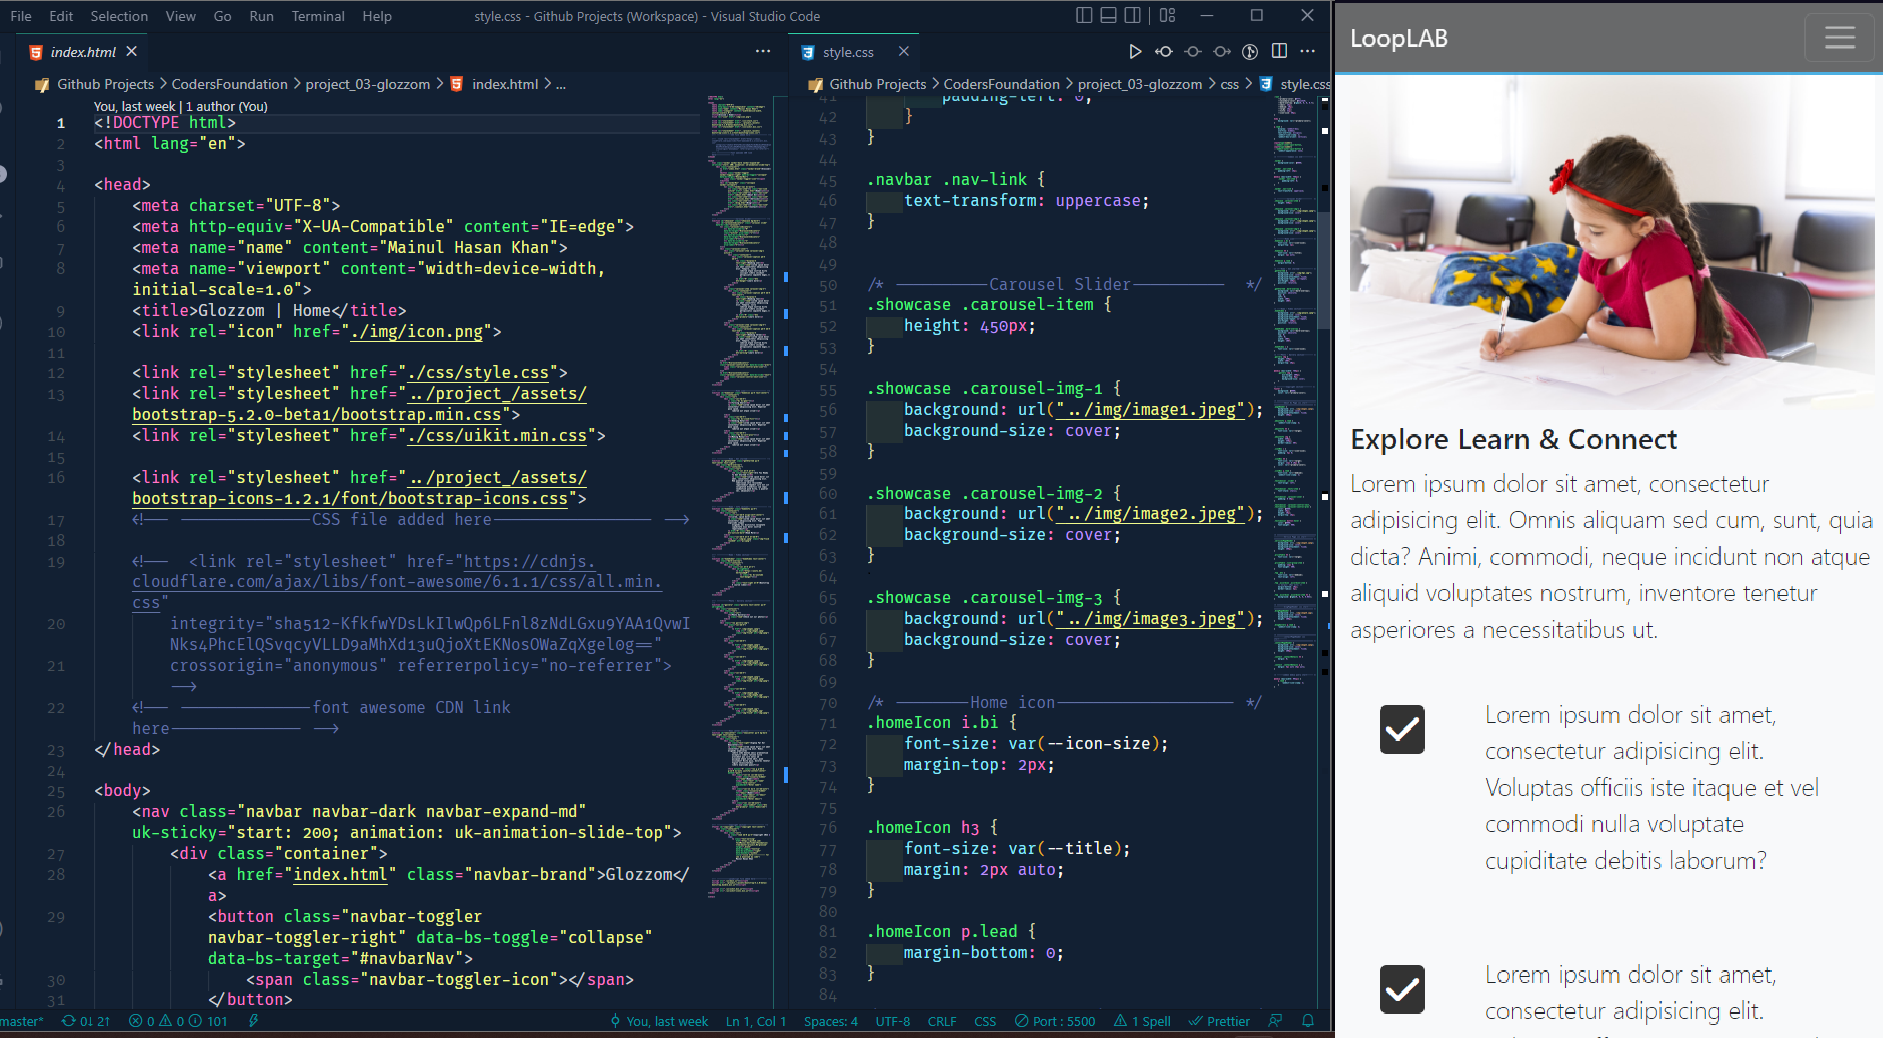 File Edit Selection View Go Run Terminal Help style.css - Github Projects (Workspace) - Visual Studio Code
index.html
Github Projects > CodersFoundation > project_03-glozzom > index.html > ...
You, last week | 1 author (You)
1 <!DOCTYPE html>
2 <html lang="en">
3
4 <head>
5 <meta charset="UTF-8">
6 <meta http-equiv="X-UA-Compatible" content="IE=edge">
7 <meta name="name" content="Mainul Hasan Khan">
8 <meta name="viewport" content="width=device-width,
initial-scale=1.0">
9 <title>Glozzom | Home</title>
10 <link rel="icon" href="./img/icon.png">
11
12 <link rel="stylesheet" href="./css/style.css">
13 <link rel="stylesheet" href="../project_/assets/
bootstrap-5.2.0-beta1/bootstrap.min.css">
14 <link rel="stylesheet" href="./css/uikit.min.css">
15
16 <link rel="stylesheet" href="../project_/assets/
bootstrap-icons-1.2.1/font/bootstrap-icons.css">
17 <!-- --------------CSS file added here----------------- -->
18
19 <!-- <link rel="stylesheet" href="https://cdnjs.
cloudflare.com/ajax/libs/font-awesome/6.1.1/css/all.min.
css"
20 integrity="sha512-KfkfwYDsLkIlwQp6LFnl8zNdLGxu9YAA1QvwI
Nks4PhcElQSvqcyVLLD9aMhXd13uQjoXtEKNosOWaZqXgel0g=="
21 crossorigin="anonymous" referrerpolicy="no-referrer">
-->
22 <!-- --------------font awesome CDN link
here-------------- -->
23 </head>
24
25 <body>
26 <nav class="navbar navbar-dark navbar-expand-md"
uk-sticky="start: 200; animation: uk-animation-slide-top">
27 <div class="container">
28 <a href="index.html" class="navbar-brand">Glozzom</
a>
29 <button class="navbar-toggler
navbar-toggler-right" data-bs-toggle="collapse"
data-bs-target="#navbarNav">
30 <span class="navbar-toggler-icon"></span>
31 </button>
style.css
Github Projects > CodersFoundation > project_03-glozzom > css > style.css
41 padding-left: 0;
42 }
43 }
44
45 .navbar .nav-link {
46 text-transform: uppercase;
47 }
48
49
50 /* ----------Carousel Slider---------- */
51 .showcase .carousel-item {
52 height: 450px;
53 }
54
55 .showcase .carousel-img-1 {
56 background: url("../img/image1.jpeg");
57 background-size: cover;
58 }
59
60 .showcase .carousel-img-2 {
61 background: url("../img/image2.jpeg");
62 background-size: cover;
63 }
64
65 .showcase .carousel-img-3 {
66 background: url("../img/image3.jpeg");
67 background-size: cover;
68 }
69
70 /* --------Home icon------------------- */
71 .homeIcon i.bi {
72 font-size: var(--icon-size);
73 margin-top: 2px;
74 }
75
76 .homeIcon h3 {
77 font-size: var(--title);
78 margin: 2px auto;
79 }
80
81 .homeIcon p.lead {
82 margin-bottom: 0;
83 }
84
master* 0↓ 2↑ 0 0 101 You, last week Ln 1, Col 1 Spaces: 4 UTF-8 CRLF CSS Port : 5500 1 Spell Prettier
LoopLAB
Explore Learn & Connect
Lorem ipsum dolor sit amet, consectetur
adipisicing elit. Omnis aliquam sed cum, sunt, quia
dicta? Animi, commodi, neque incidunt non atque
aliquid voluptates nostrum, inventore tenetur
asperiores a necessitatibus ut.
Lorem ipsum dolor sit amet,
consectetur adipisicing elit.
Voluptas officiis iste itaque et vel
commodi nulla voluptate
cupiditate debitis laborum?
Lorem ipsum dolor sit amet,
consectetur adipisicing elit.